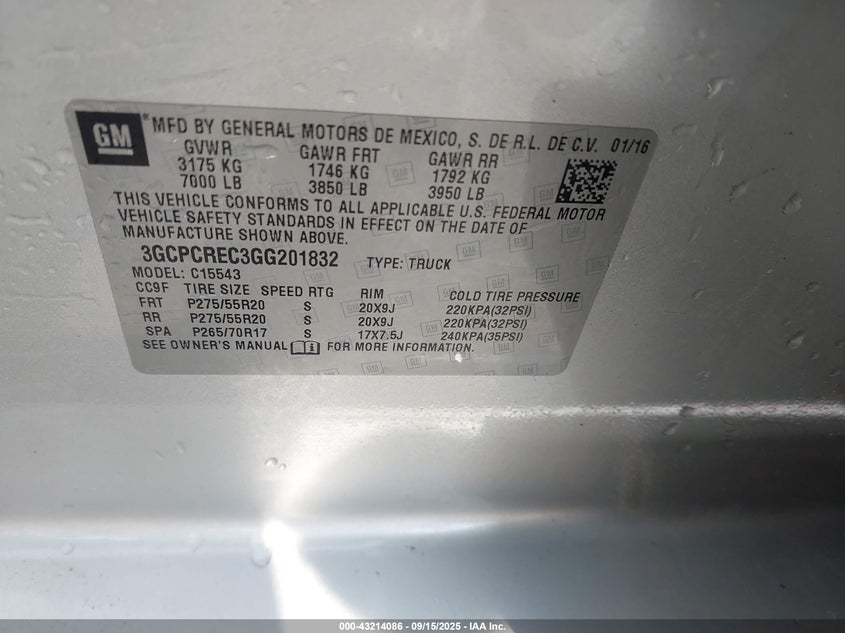 GM
*MFD BY GENERAL MOTORS DE MEXICO, S. DE R.L. DE C.V. 01/16
GVWR GAWR FRT GAWR RR
3175 KG 1746 KG 1792 KG
7000 LB 3850 LB 3950 LB
THIS VEHICLE CONFORMS TO ALL APPLICABLE U.S. FEDERAL MOTOR
VEHICLE SAFETY STANDARDS IN EFFECT ON THE DATE OF
MANUFACTURE SHOWN ABOVE.
3GCPCREC3GG201832 TYPE: TRUCK
MODEL: C15543
CC9F TIRE SIZE SPEED RTG RIM COLD TIRE PRESSURE
FRT P275/55R20 S 20X9J 220KPA(32PSI)
RR P275/55R20 S 20X9J 220KPA(32PSI)
SPA P265/70R17 S 17X7.5J 240KPA(35PSI)
SEE OWNER'S MANUAL FOR MORE INFORMATION.
000-43214086 - 09/15/2025 - IAA Inc.